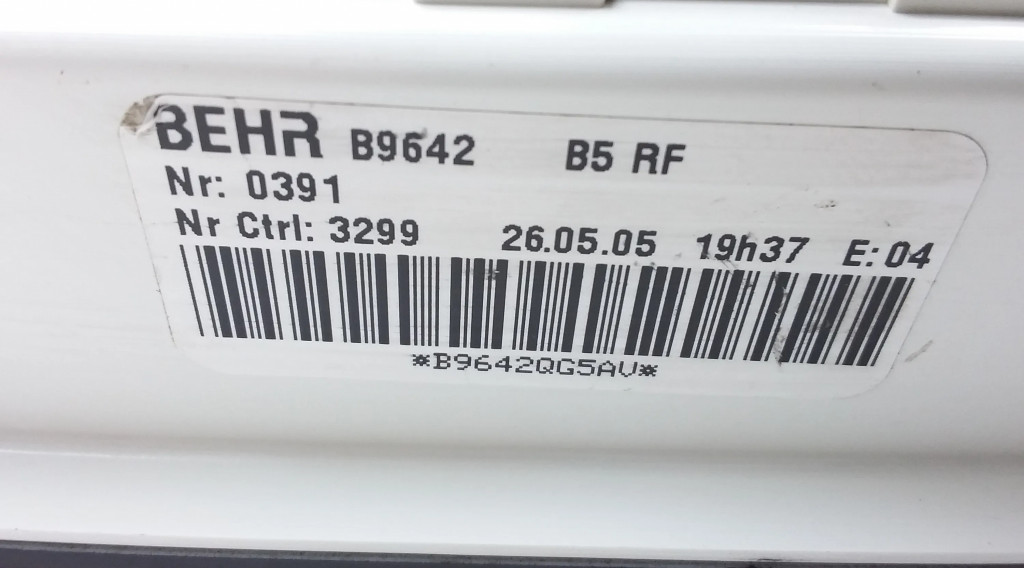 BEHR B9642 B5 RF
Nr: 0391
Nr Ctrl: 3299 26.05.05 19h37 E: 04
*B9642QG5AV*